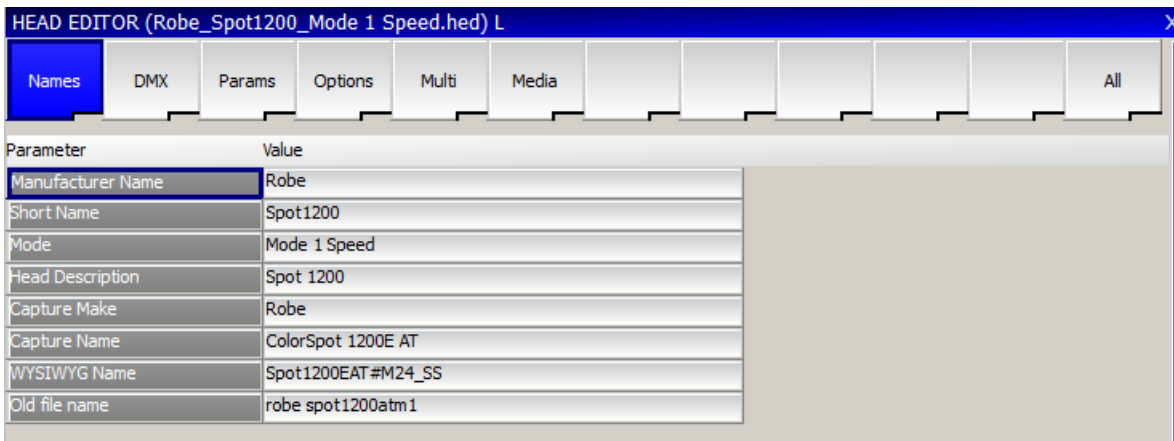 HEAD EDITOR (Robe_Spot1200_Mode 1 Speed.hed) L X
Names DMX Params Options Multi Media All
Parameter Value
Manufacturer Name Robe
Short Name Spot1200
Mode Mode 1 Speed
Head Description Spot 1200
Capture Make Robe
Capture Name ColorSpot 1200E AT
WYSIWYG Name Spot1200EAT#M24_SS
Old file name robe spot1200atm1